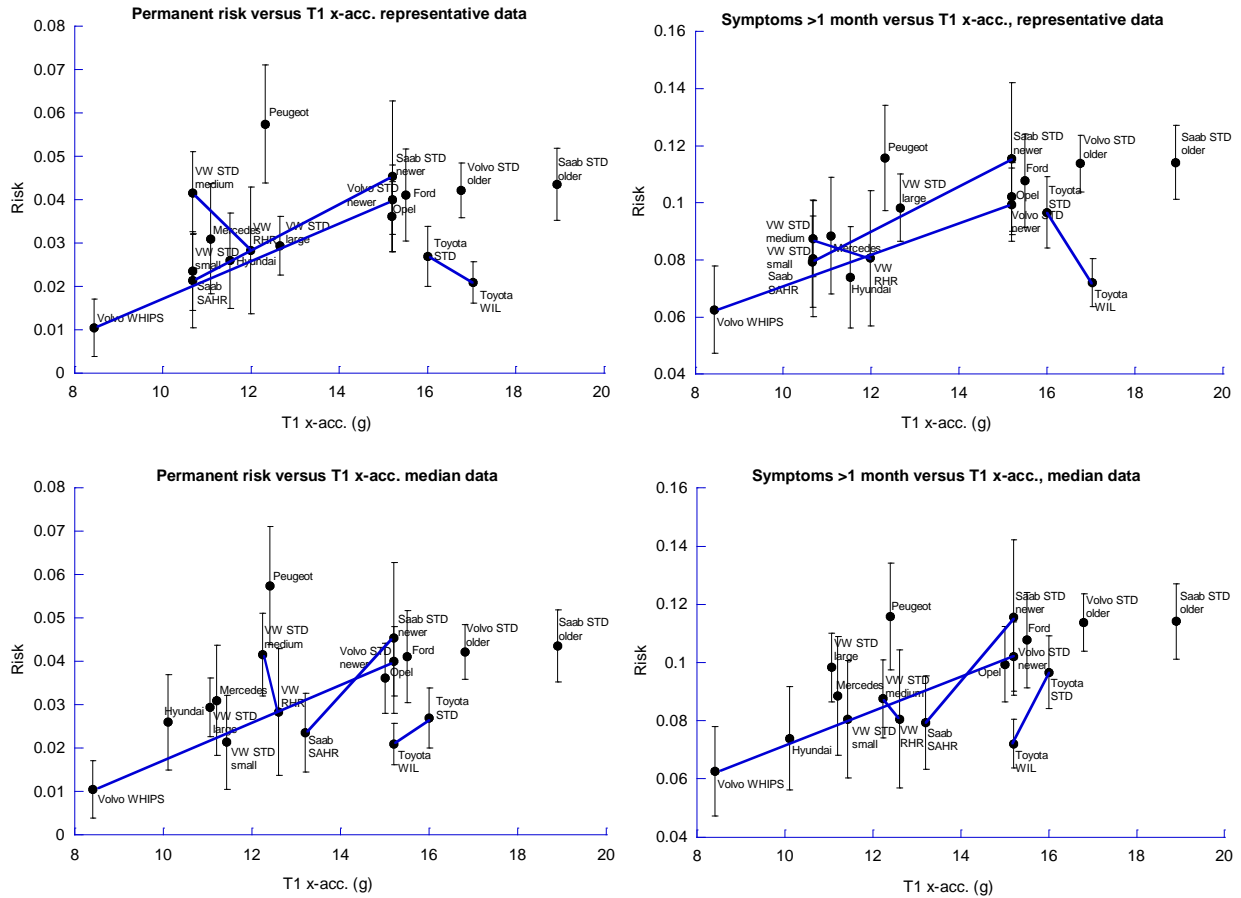 Permanent risk versus T1 x-acc. representative data
0.08
0.07
0.06
0.05
0.04
0.03
0.02
0.01
0
Risk
Peugeot
VW STD
medium
Mercedes
VW STD
small
Saab
SAHR
Hyundai
VW
RHR
VW STD
large
Volvo WHIPS
Saab STD
newer
Volvo STD
newer
Ford
Opel
Volvo STD
older
Saab STD
older
Toyota
STD
Toyota
WIL
8 10 12 14 16 18 20
T1 x-acc. (g)
Symptoms >1 month versus T1 x-acc., representative data
0.16
0.14
0.12
0.1
0.08
0.06
0.04
Risk
Peugeot
VW STD
large
VW STD
medium
VW STD
small
Saab
SAHR
Mercedes
Hyundai
VW
RHR
Volvo WHIPS
Saab STD
newer
Ford
Opel
Volvo STD
newer
Toyota
STD
Volvo STD
older
Saab STD
older
Toyota
WIL
8 10 12 14 16 18 20
T1 x-acc. (g)
Permanent risk versus T1 x-acc. median data
0.08
0.07
0.06
0.05
0.04
0.03
0.02
0.01
0
Risk
Peugeot
VW STD
medium
Mercedes
Hyundai
VW STD
large
VW STD
small
VW
RHR
Saab
SAHR
Volvo WHIPS
Saab STD
newer
Volvo STD
newer
Ford
Opel
Volvo STD
older
Saab STD
older
Toyota
STD
Toyota
WIL
8 10 12 14 16 18 20
T1 x-acc. (g)
Symptoms >1 month versus T1 x-acc., median data
0.16
0.14
0.12
0.1
0.08
0.06
0.04
Risk
Peugeot
VW STD
large
Mercedes
VW STD
medium
VW STD
small
VW
RHR
Saab
SAHR
Hyundai
Volvo WHIPS
Saab STD
newer
Ford
Volvo STD
newer
Opel
Toyota
STD
Volvo STD
older
Saab STD
older
Toyota
WIL
8 10 12 14 16 18 20
T1 x-acc. (g)